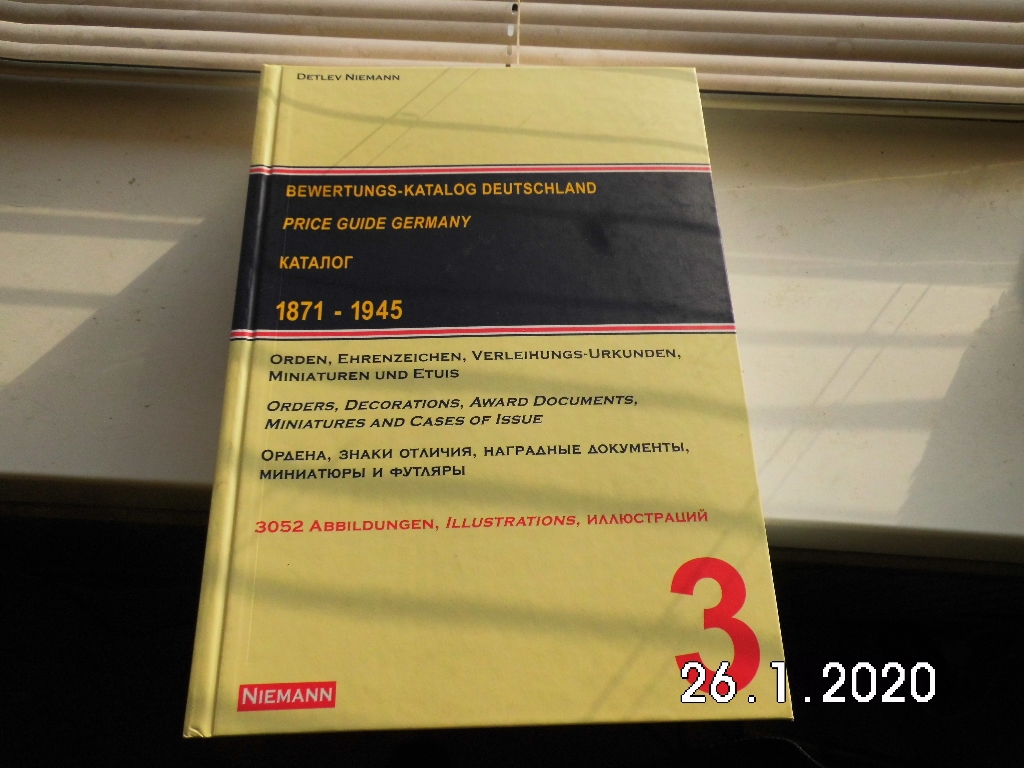 DETLEV NIEMANN
BEWERTUNGS-KATALOG DEUTSCHLAND
PRICE GUIDE GERMANY
КАТАЛОГ
1871 - 1945
ORDEN, EHRENZEICHEN, VERLEIHUNGS-URKUNDEN,
MINIATUREN UND ETUIS
ORDERS, DECORATIONS, AWARD DOCUMENTS,
MINIATURES AND CASES OF ISSUE
ОРДЕНА, ЗНАКИ ОТЛИЧИЯ, НАГРАДНЫЕ ДОКУМЕНТЫ,
МИНИАТЮРЫ И ФУТЛЯРЫ
3052 ABBILDUNGEN, ILLUSTRATIONS, ИЛЛЮСТРАЦИЙ
3
NIEMANN
26.1.2020